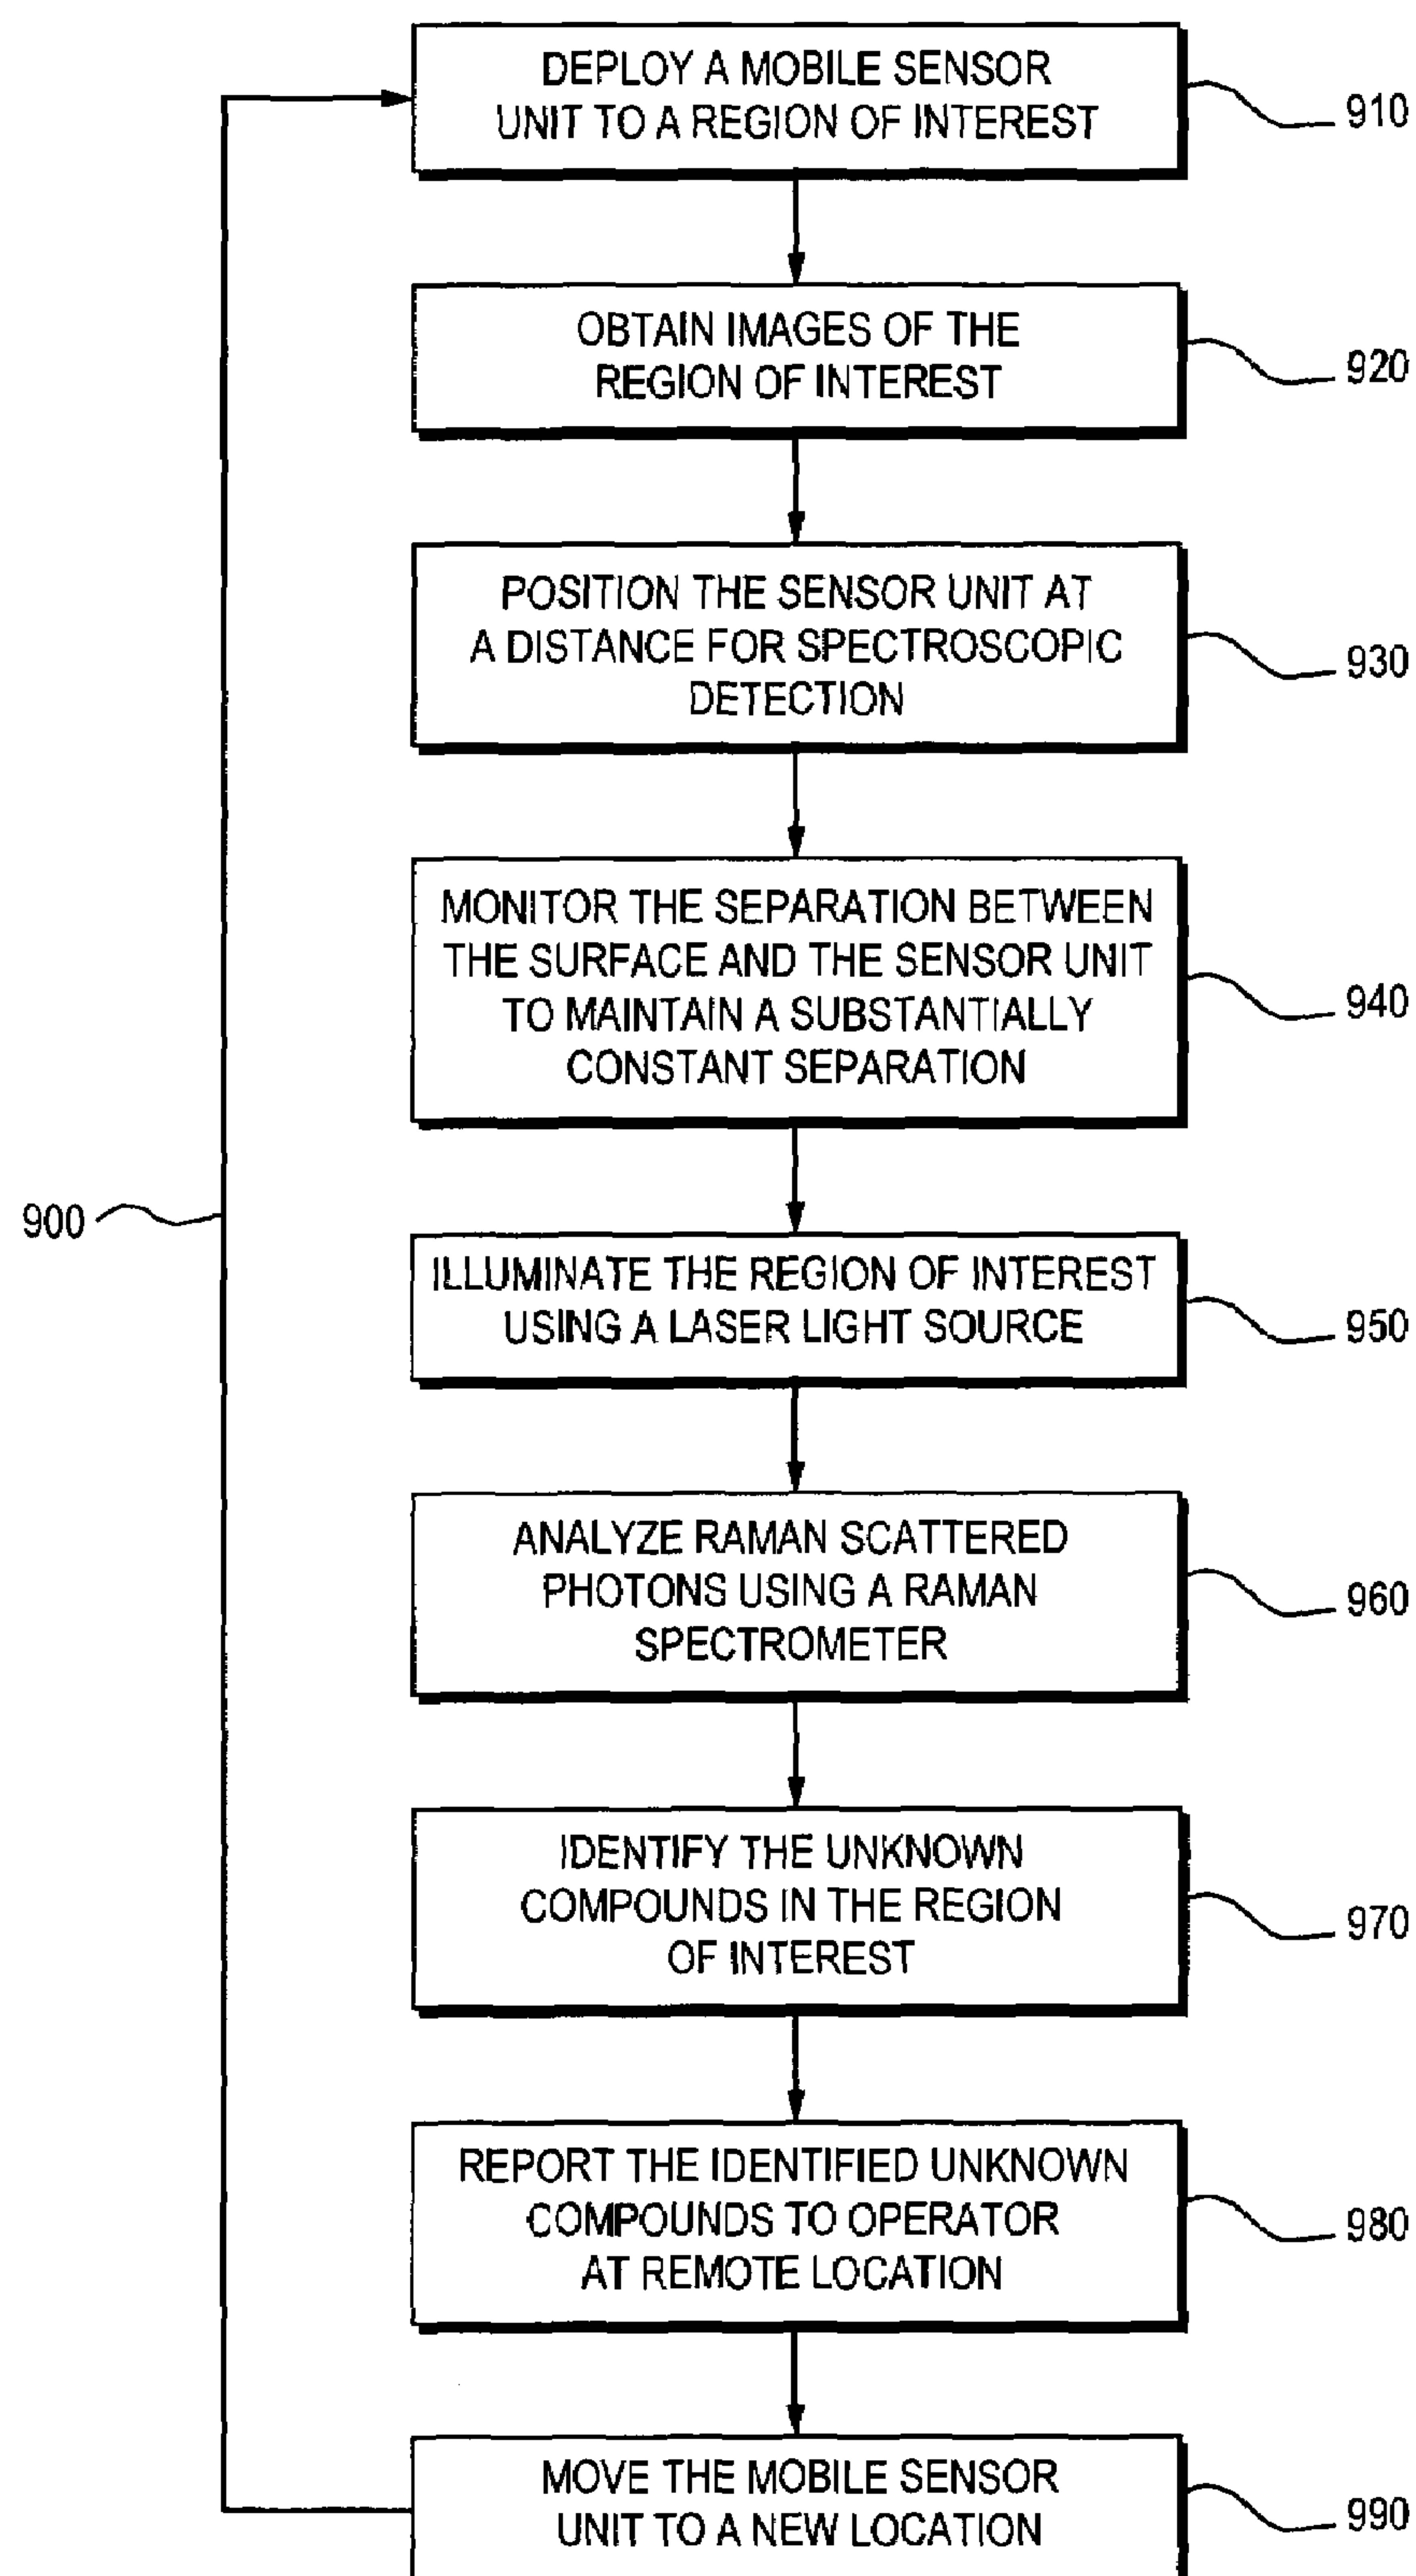 DEPLOY A MOBILE SENSOR
UNIT TO A REGION OF INTEREST
910
OBTAIN IMAGES OF THE
REGION OF INTEREST
920
POSITION THE SENSOR UNIT AT
A DISTANCE FOR SPECTROSCOPIC
DETECTION
930
MONITOR THE SEPARATION BETWEEN
THE SURFACE AND THE SENSOR UNIT
TO MAINTAIN A SUBSTANTIALLY
CONSTANT SEPARATION
940
900
ILLUMINATE THE REGION OF INTEREST
USING A LASER LIGHT SOURCE
950
ANALYZE RAMAN SCATTERED
PHOTONS USING A RAMAN
SPECTROMETER
960
IDENTIFY THE UNKNOWN
COMPOUNDS IN THE REGION
OF INTEREST
970
REPORT THE IDENTIFIED UNKNOWN
COMPOUNDS TO OPERATOR
AT REMOTE LOCATION
980
MOVE THE MOBILE SENSOR
UNIT TO A NEW LOCATION
990